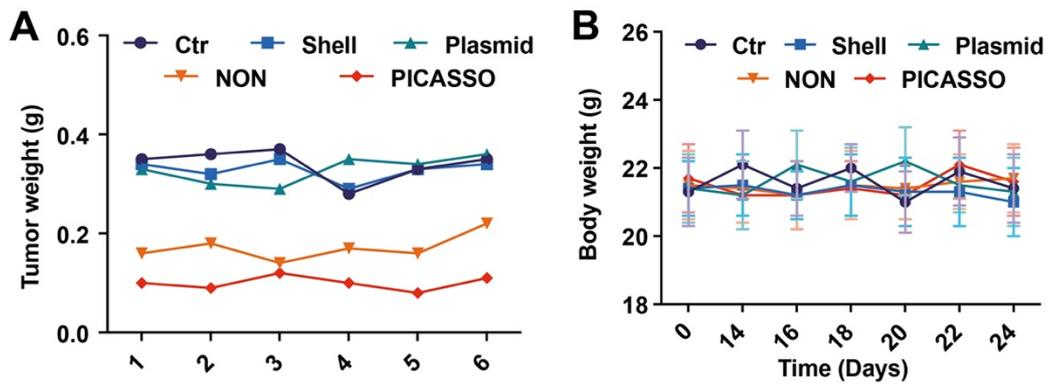 A
Tumor weight (g)
0.6
0.4
0.2
0.0
Ctr Shell Plasmid
NON PICASSO
1 2 3 4 5 6
B
Body weight (g)
26
24
22
20
18
Ctr Shell Plasmid
NON PICASSO
0 14 16 18 20 22 24
Time (Days)